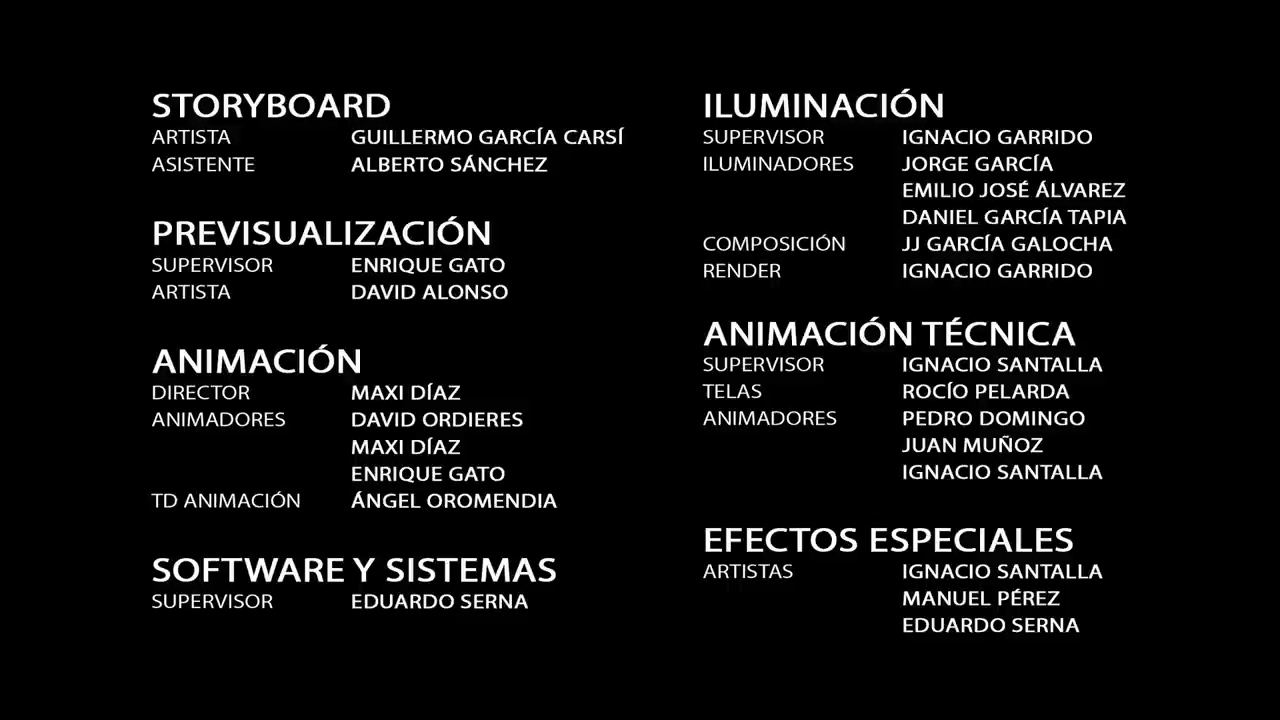 STORYBOARD
ARTISTA GUILLERMO GARCÍA CARSÍ
ASISTENTE ALBERTO SÁNCHEZ
PREVISUALIZACIÓN
SUPERVISOR ENRIQUE GATO
ARTISTA DAVID ALONSO
ANIMACIÓN
DIRECTOR MAXI DÍAZ
ANIMADORES DAVID ORDIERES
MAXI DÍAZ
ENRIQUE GATO
TD ANIMACIÓN ÁNGEL OROMENDIA
SOFTWARE Y SISTEMAS
SUPERVISOR EDUARDO SERNA
ILUMINACIÓN
SUPERVISOR IGNACIO GARRIDO
ILUMINADORES JORGE GARCÍA
EMILIO JOSÉ ÁLVAREZ
DANIEL GARCÍA TAPIA
COMPOSICIÓN JJ GARCÍA GALOCHA
RENDER IGNACIO GARRIDO
ANIMACIÓN TÉCNICA
SUPERVISOR IGNACIO SANTALLA
TELAS ROCÍO PELARDA
ANIMADORES PEDRO DOMINGO
JUAN MUÑOZ
IGNACIO SANTALLA
EFECTOS ESPECIALES
ARTISTAS IGNACIO SANTALLA
MANUEL PÉREZ
EDUARDO SERNA